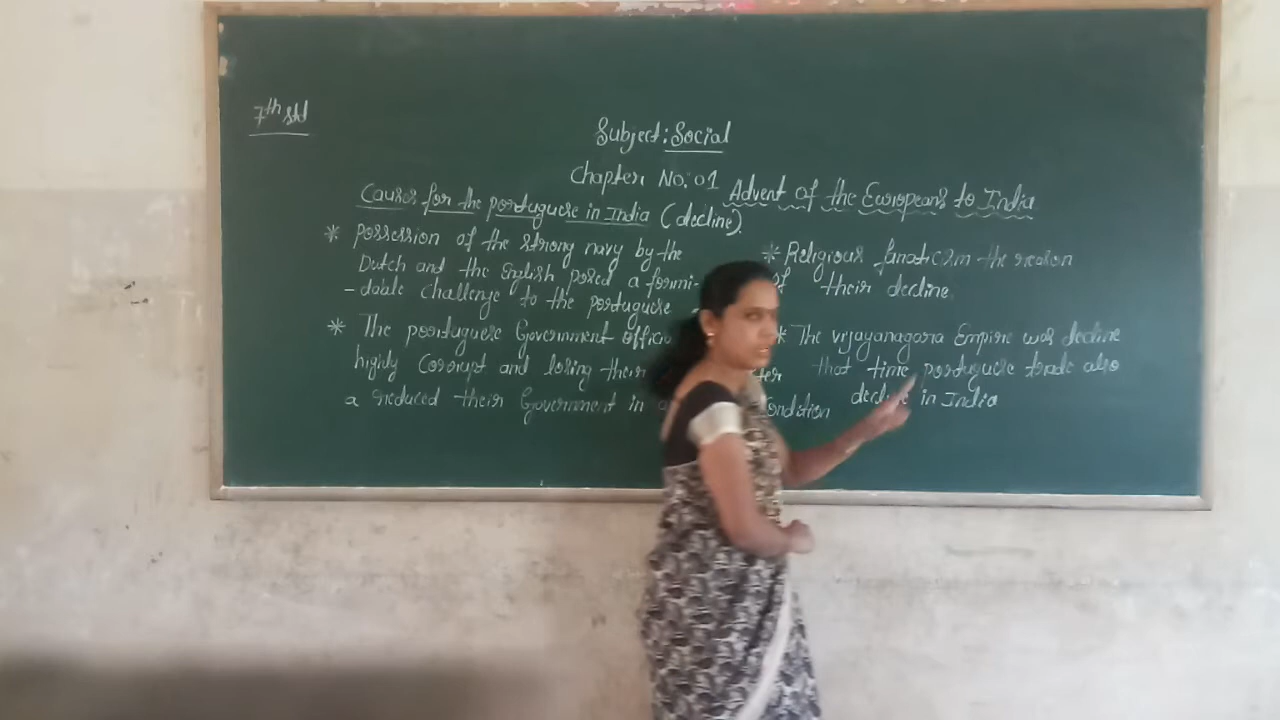 7th std
Subject: Social
Chapter No: 01 Advent of the Europeans to India
Causes for the portuguese in India (decline)
* possession of the strong navy by the
Dutch and the English posed a formi-
- dable challenge to the portuguese
* The poortuguese Government
highly Corrupt and losing their
a reduced their Government in
* Religious fanaticism the reason
of their decline.
* The vijayanagara Empire was decline
that time portuguese trade also
decline in India